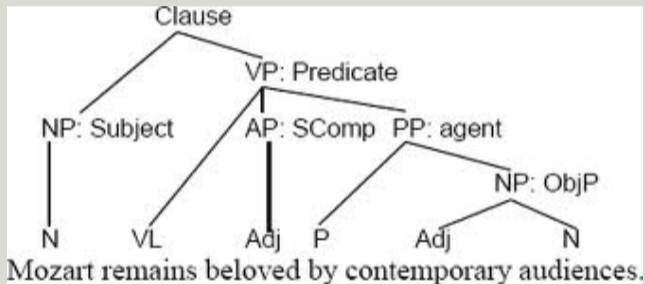 Clause
VP: Predicate
NP: Subject AP: SComp PP: agent
NP: ObjP
N VL Adj P Adj N
Mozart remains beloved by contemporary audiences.